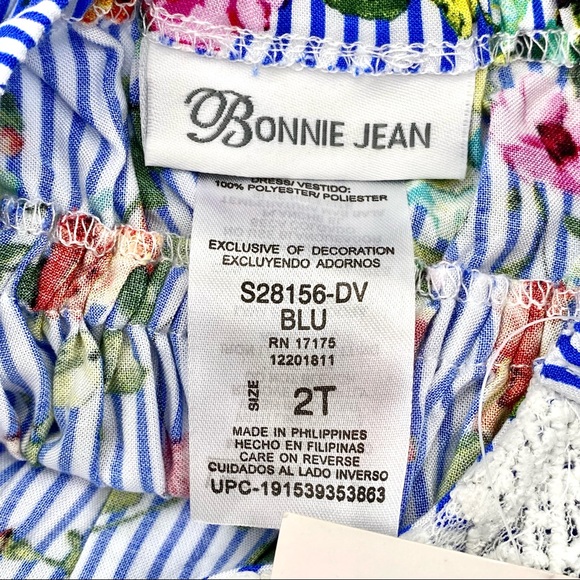 BONNIE JEAN
DRESS/ VESTIDO:
100% POLYESTER/ POLIESTER
EXCLUSIVE OF DECORATION
EXCLUYENDO ADORNOS
S28156-DV
BLU
RN 17175
12201811
SIZE 2T
MADE IN PHILIPPINES
HECHO EN FILIPINAS
CARE ON REVERSE
CUIDADOS AL LADO INVERSO
UPC-191539353863